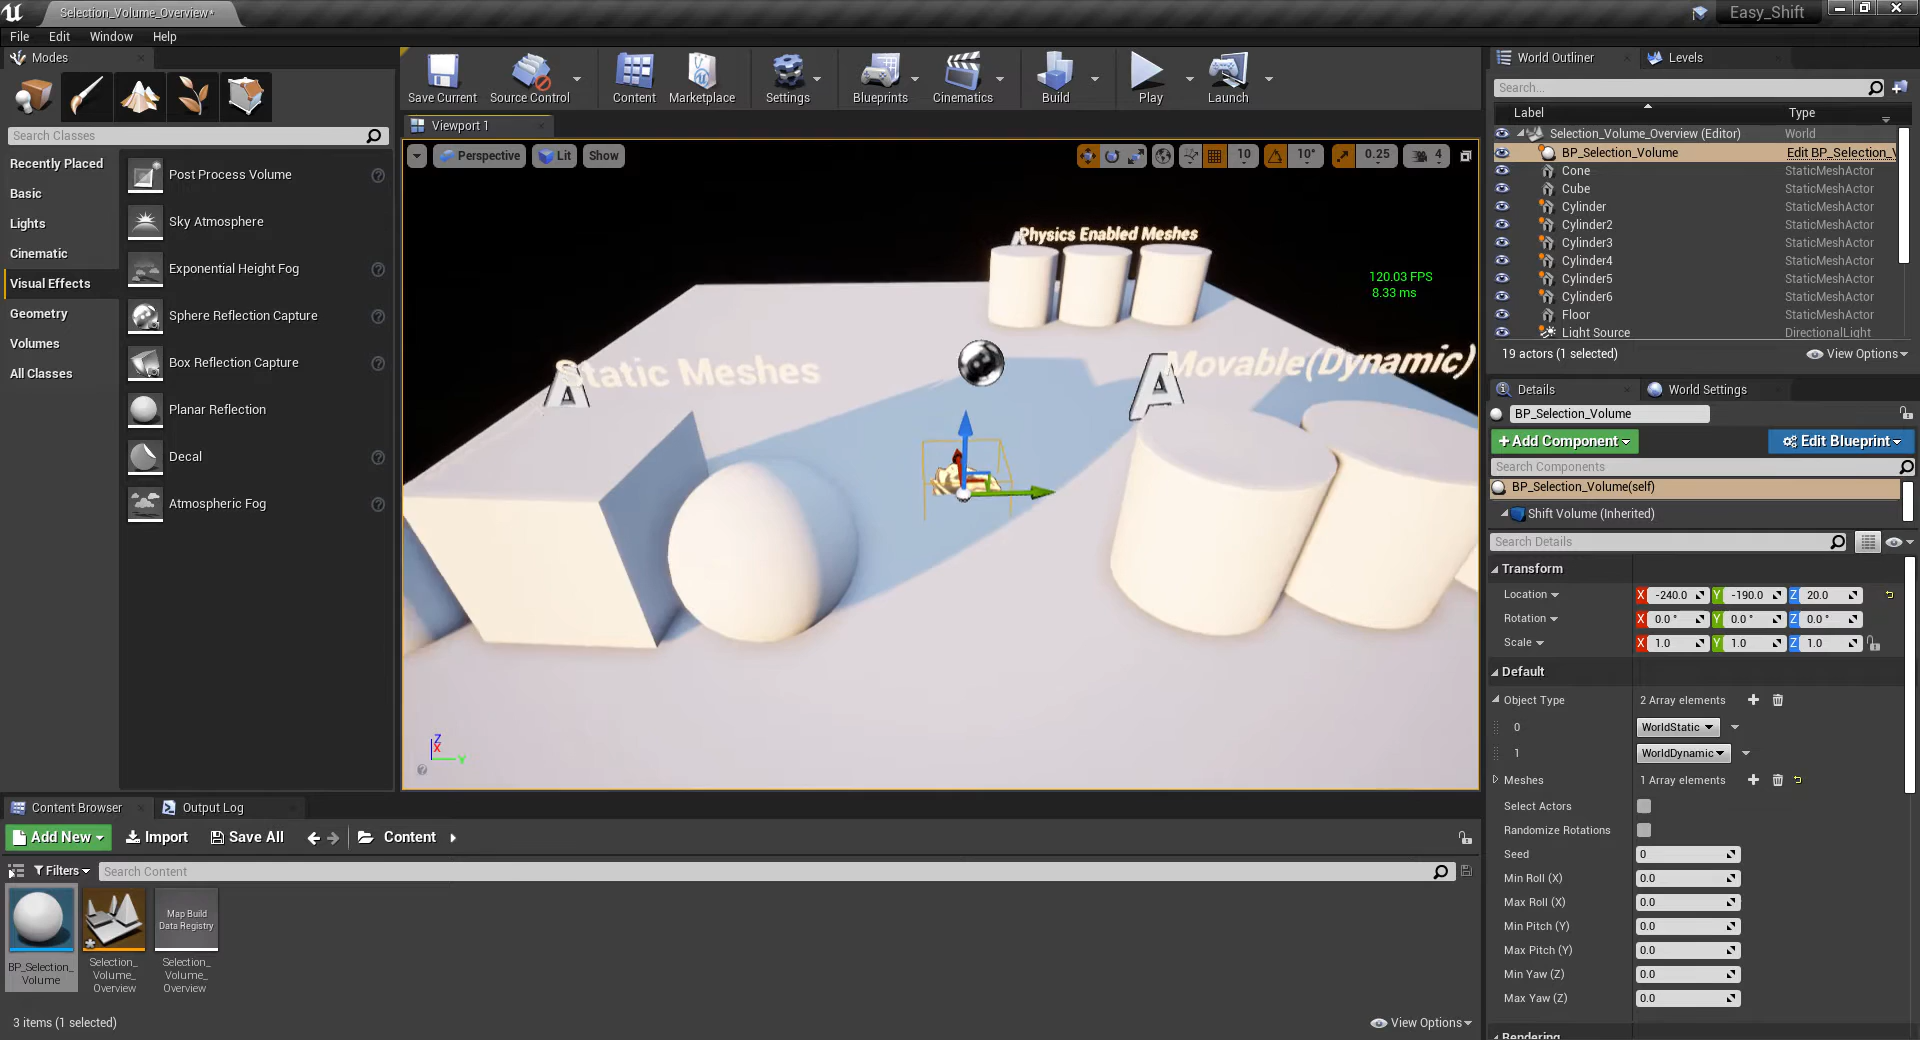 Selection_Volume_Overview*
Easy_Shift
File Edit Window Help
Modes
Search Classes
Recently Placed
Basic
Lights
Cinematic
Visual Effects
Geometry
Volumes
All Classes
Post Process Volume
Sky Atmosphere
Exponential Height Fog
Sphere Reflection Capture
Box Reflection Capture
Planar Reflection
Decal
Atmospheric Fog
Save Current Source Control Content Marketplace Settings Blueprints Cinematics Build Play Launch
Viewport 1
Perspective Lit Show
10 10° 0.25 4
Physics Enabled Meshes
120.03 FPS
8.33 ms
Static Meshes
Movable(Dynamic)
A
A
Z
X
Y
World Outliner Levels
Search...
Label Type
Selection_Volume_Overview (Editor) World
BP_Selection_Volume Edit BP_Selection_V
Cone StaticMeshActor
Cube StaticMeshActor
Cylinder StaticMeshActor
Cylinder2 StaticMeshActor
Cylinder3 StaticMeshActor
Cylinder4 StaticMeshActor
Cylinder5 StaticMeshActor
Cylinder6 StaticMeshActor
Floor StaticMeshActor
Light Source DirectionalLight
19 actors (1 selected) View Options
Details World Settings
BP_Selection_Volume
+Add Component Edit Blueprint
Search Components
BP_Selection_Volume(self)
Shift Volume (Inherited)
Search Details
Transform
Location X -240.0 Y -190.0 Z 20.0
Rotation X 0.0 ° Y 0.0 ° Z 0.0 °
Scale X 1.0 Y 1.0 Z 1.0
Default
Object Type 2 Array elements
0 WorldStatic
1 WorldDynamic
Meshes 1 Array elements
Select Actors
Randomize Rotations
Seed 0
Min Roll (X) 0.0
Max Roll (X) 0.0
Min Pitch (Y) 0.0
Max Pitch (Y) 0.0
Min Yaw (Z) 0.0
Max Yaw (Z) 0.0
Rendering
Content Browser Output Log
Add New Import Save All Content
Filters Search Content
Map Build
Data Registry
BP_Selection_
Volume
Selection_
Volume_
Overview
Selection_
Volume_
Overview
3 items (1 selected) View Options